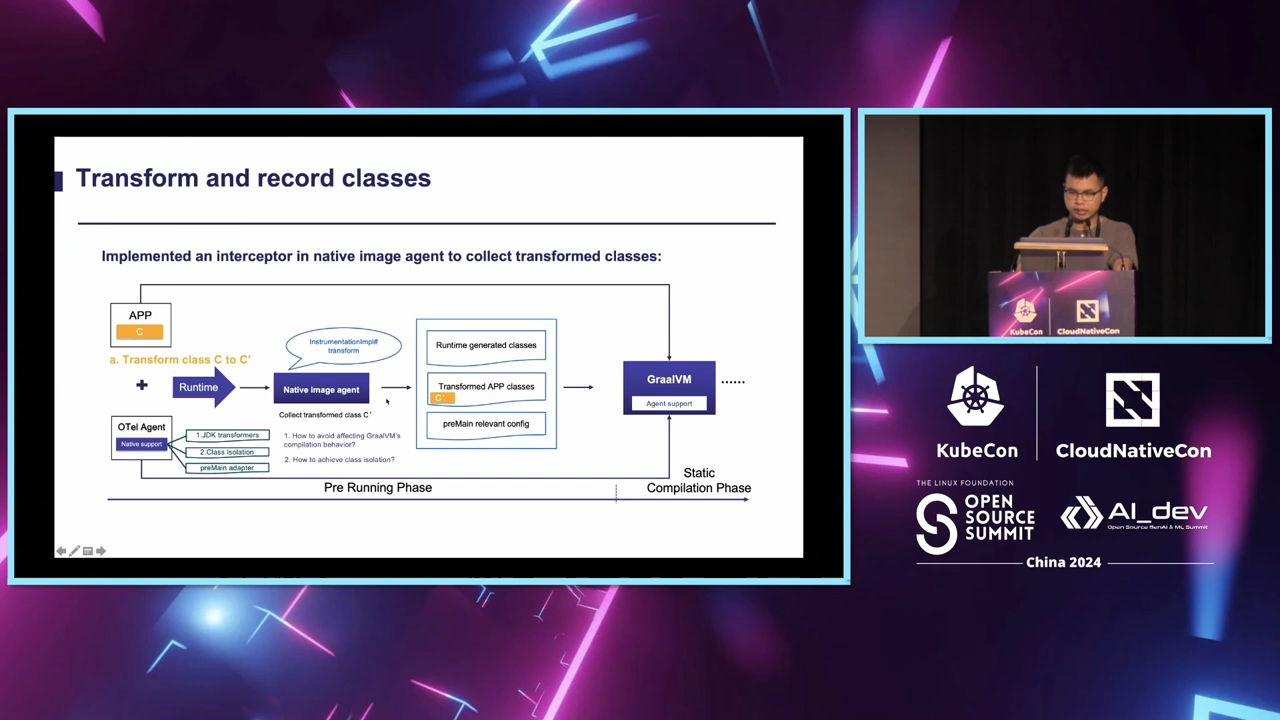 Transform and record classes
Implemented an interceptor in native image agent to collect transformed classes:
APP
C
a. Transform class C to C'
+
Runtime
OTel Agent
Native support
1.JDK transformers
2.Class Isolation
preMain adapter
InstrumentationImpl#
transform
Native image agent
Collect transformed class C'
1. How to avoid affecting GraalVM's
compilation behavior?
2. How to achieve class isolation?
Runtime generated classes
Transformed APP classes
C'
preMain relevant config
GraalVM
Agent support
......
Pre Running Phase
Static
Compilation Phase
KubeCon
CloudNativeCon
KubeCon
CloudNativeCon
THE LINUX FOUNDATION
OPEN
SOURCE
SUMMIT
AI_dev
Open Source GenAI & ML Summit
China 2024